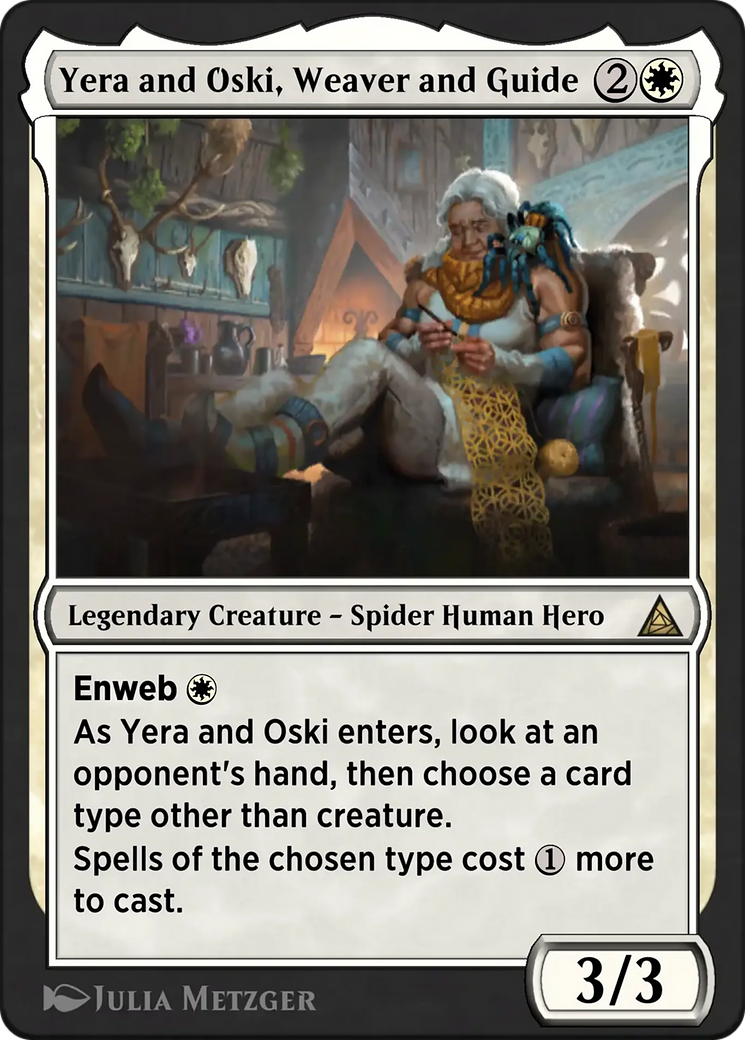 Yera and Oski, Weaver and Guide 2
Legendary Creature – Spider Human Hero
Enweb
As Yera and Oski enters, look at an
opponent's hand, then choose a card
type other than creature.
Spells of the chosen type cost 1 more
to cast.
3/3
Julia Metzger